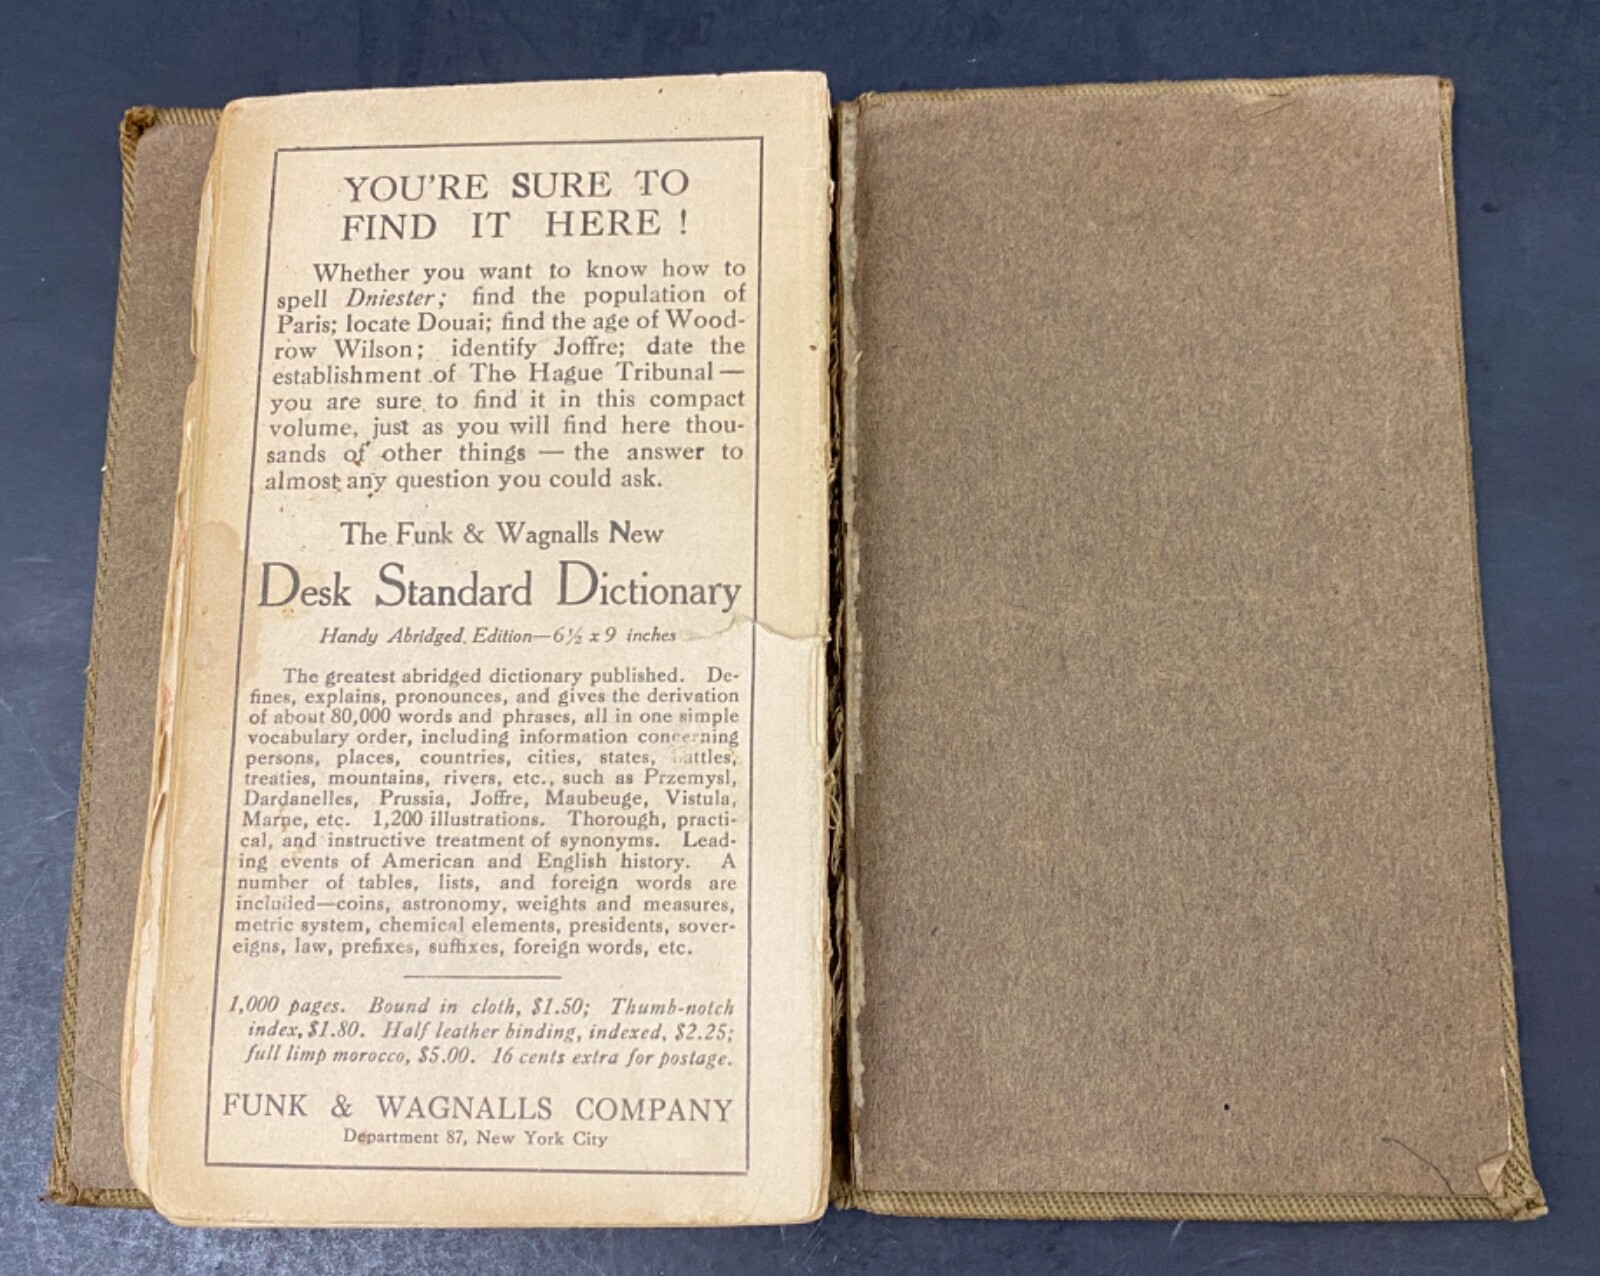 YOU'RE SURE TO
FIND IT HERE!
Whether you want to know how to
spell Dniester; find the population of
Paris; locate Douai; find the age of Wood-
row Wilson; identify Joffre; date the
establishment of The Hague Tribunal—
you are sure to find it in this compact
volume, just as you will find here thou-
sands of other things — the answer to
almost any question you could ask.
The Funk & Wagnalls New
Desk Standard Dictionary
Handy Abridged Edition—6½ x 9 inches
The greatest abridged dictionary published. De-
fines, explains, pronounces, and gives the derivation
of about 80,000 words and phrases, all in one simple
vocabulary order, including information concerning
persons, places, countries, cities, states, battles,
treaties, mountains, rivers, etc., such as Przemysl,
Dardanelles, Prussia, Joffre, Maubeuge, Vistula,
Marne, etc. 1,200 illustrations. Thorough, practi-
cal, and instructive treatment of synonyms. Lead-
ing events of American and English history. A
number of tables, lists, and foreign words are
included—coins, astronomy, weights and measures,
metric system, chemical elements, presidents, sover-
eigns, law, prefixes, suffixes, foreign words, etc.
1,000 pages. Bound in cloth, $1.50; Thumb-notch
index, $1.80. Half leather binding, indexed, $2.25;
full limp morocco, $5.00. 16 cents extra for postage.
FUNK & WAGNALLS COMPANY
Department 87, New York City